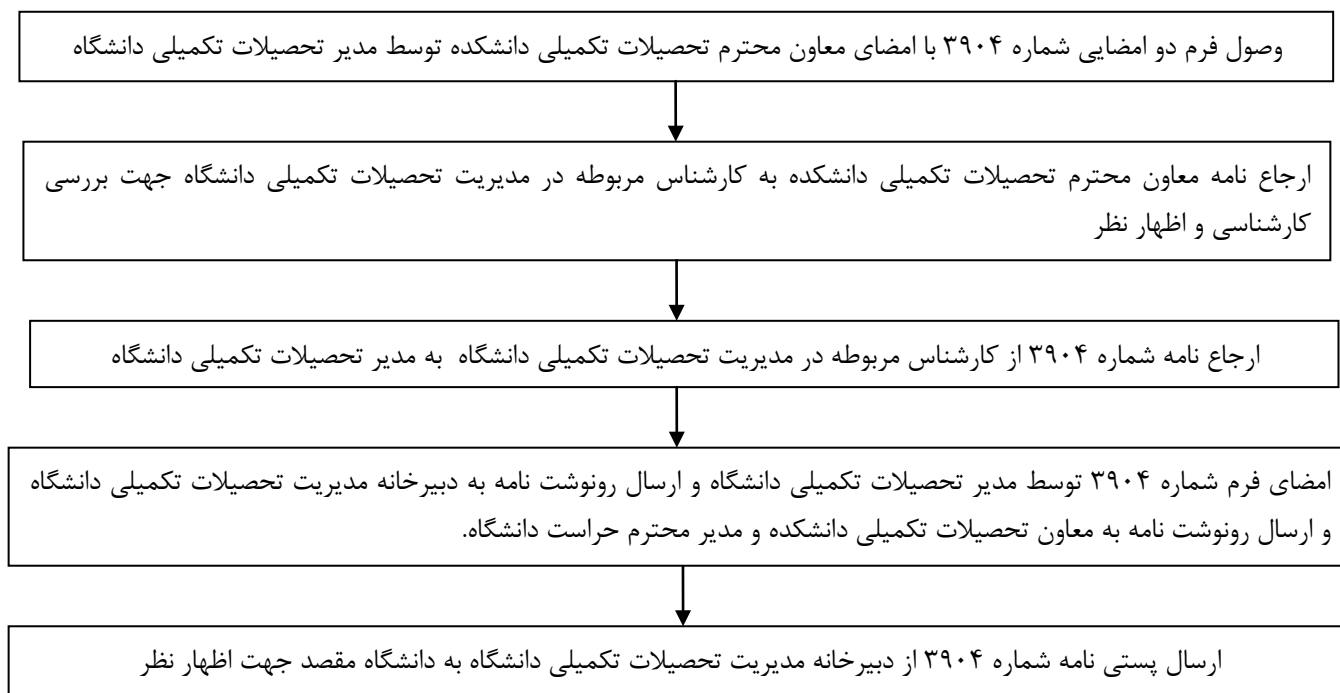 وصول فرم دو امضایی شماره ۳۹۰۴ با امضای معاون محترم تحصیلات تکمیلی دانشکده توسط مدیر تحصیلات تکمیلی دانشگاه
ارجاع نامه معاون محترم تحصیلات تکمیلی دانشکده به کارشناس مربوطه در مدیریت تحصیلات تکمیلی دانشگاه جهت بررسی
کارشناسی و اظهار نظر
ارجاع نامه شماره ۳۹۰۴ از کارشناس مربوطه در مدیریت تحصیلات تکمیلی دانشگاه به مدیر تحصیلات تکمیلی دانشگاه
امضای فرم شماره ۳۹۰۴ توسط مدیر تحصیلات تکمیلی دانشگاه و ارسال رونوشت نامه به دبیرخانه مدیریت تحصیلات تکمیلی دانشگاه
و ارسال رونوشت نامه به معاون تحصیلات تکمیلی دانشکده و مدیر محترم حراست دانشگاه.
ارسال پستی نامه شماره ۳۹۰۴ از دبیرخانه مدیریت تحصیلات تکمیلی دانشگاه به دانشگاه مقصد جهت اظهار نظر